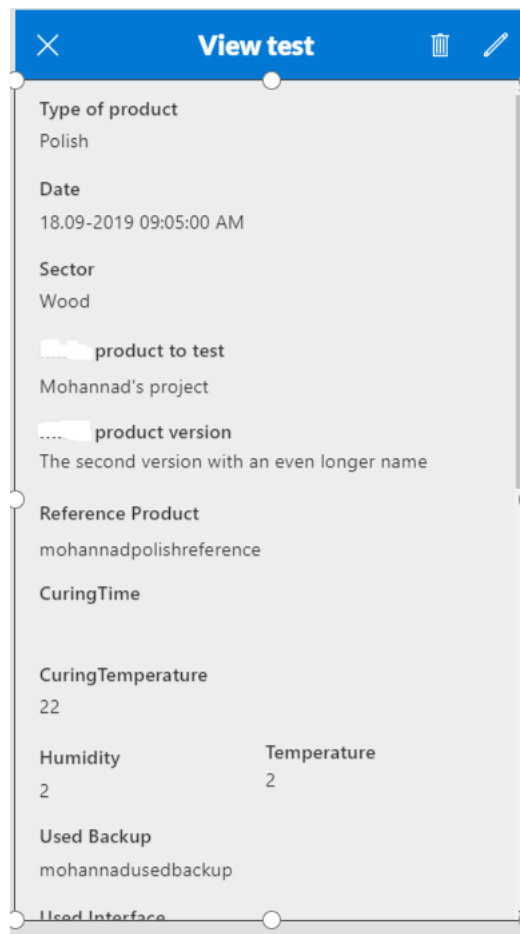 View test
Type of product
Polish
Date
18.09-2019 09:05:00 AM
Sector
Wood
product to test
Mohannad's project
product version
The second version with an even longer name
Reference Product
mohannadpolishreference
CuringTime
CuringTemperature
22
Humidity
2
Temperature
2
Used Backup
mohannadusedbackup
Used Interface